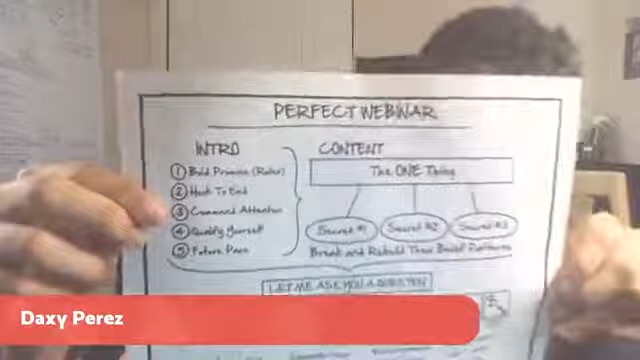 PERFECT WEBINAR
INTRO
1 Bold Promise (Ruler)
2 Hook To End
3 Command Attention
4 Qualify Yourself
5 Future Pace
CONTENT
The ONE Thing
Secret #1
Secret #2
Secret #3
Break and Rebuild Their Belief Patterns
LET ME ASK YOU A QUESTION
Daxy Perez